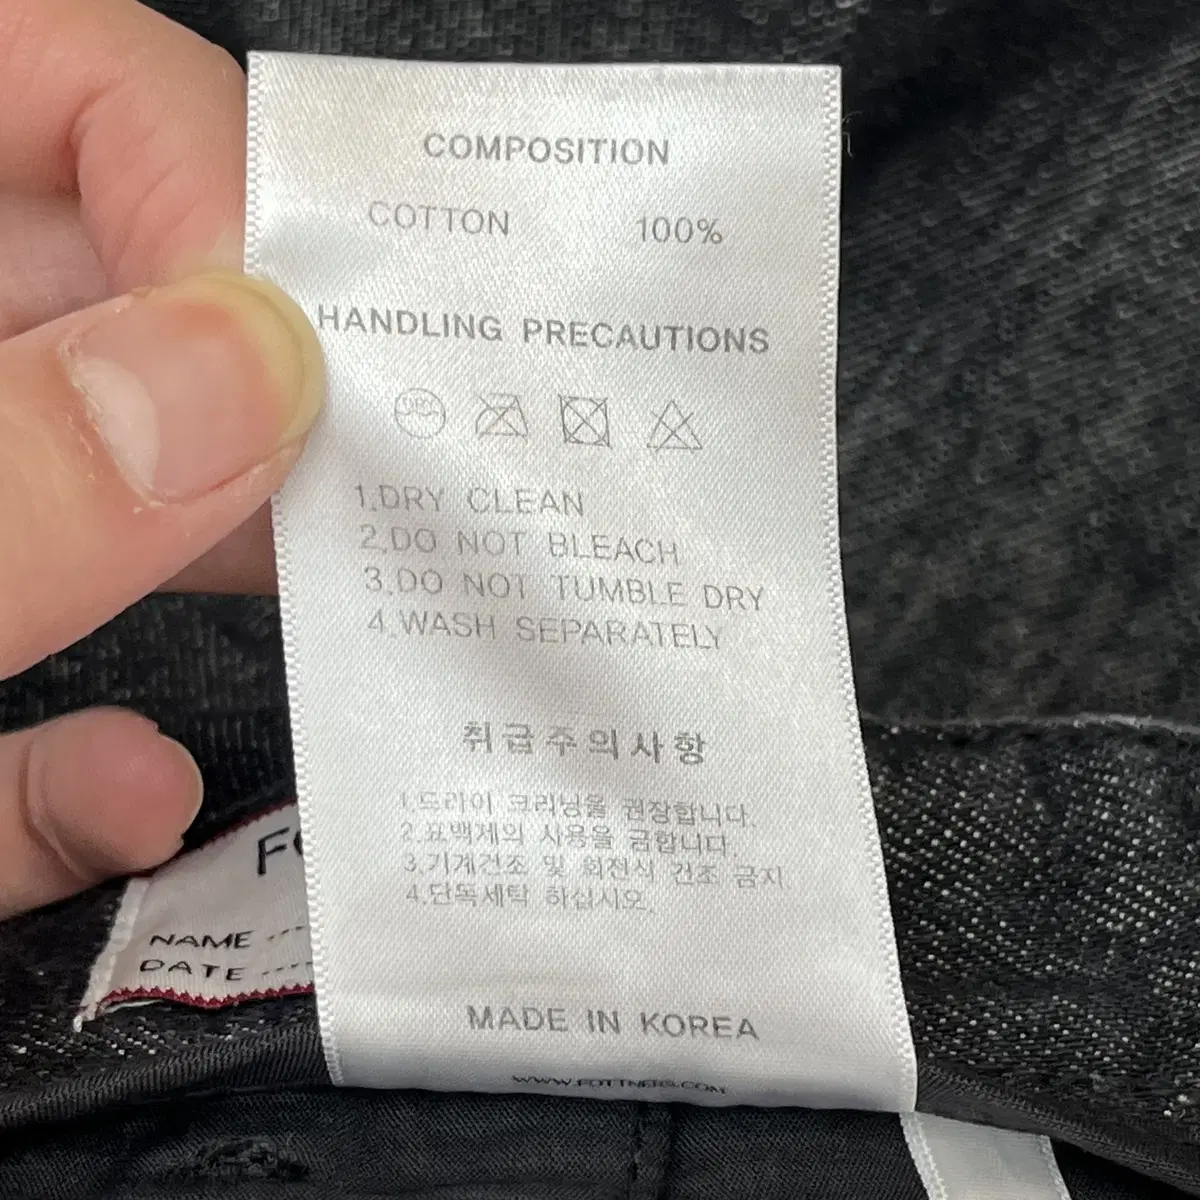 COMPOSITION
COTTON 100%
HANDLING PRECAUTIONS
1.DRY CLEAN
2.DO NOT BLEACH
3.DO NOT TUMBLE DRY
4.WASH SEPARATELY
취급주의사항
1.드라이 크리닝을 권장합니다.
2.표백제의 사용을 금합니다.
3.기계건조 및 회전식 건조 금지
4.단독세탁 하십시오.
MADE IN KOREA
WWW.FOTTNERS.COM
NAME
DATE